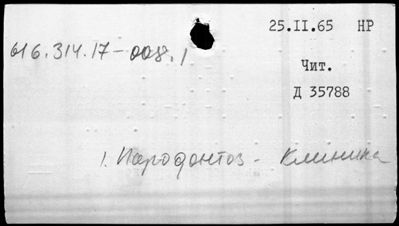 25.II.65 НР
616.314.17-008.1
Чит.
Д 35788
1. Пародонтоз - Клиника